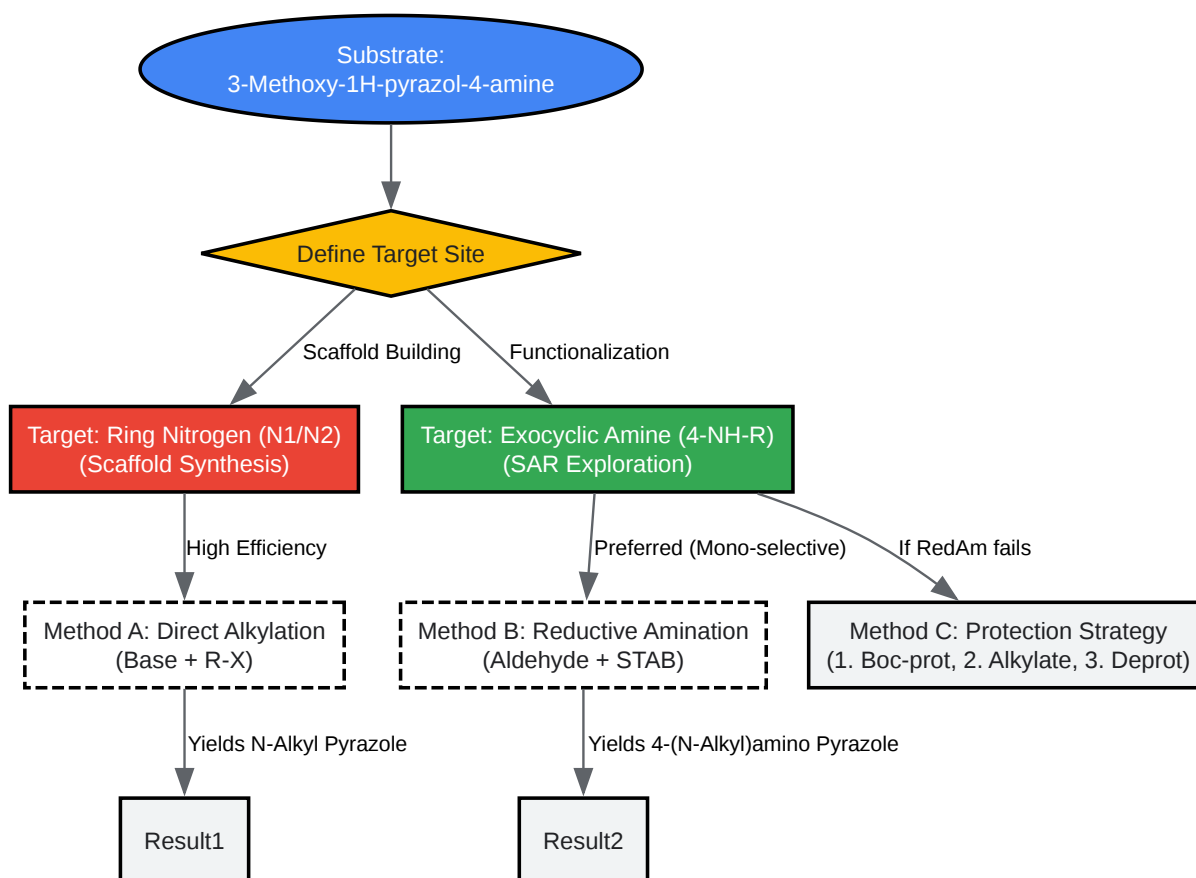 Substrate:
3-Methoxy-1H-pyrazol-4-amine
Define Target Site
Scaffold Building
Functionalization
Target: Ring Nitrogen (N1/N2)
(Scaffold Synthesis)
Target: Exocyclic Amine (4-NH-R)
(SAR Exploration)
High Efficiency
Preferred (Mono-selective)
If RedAm fails
Method A: Direct Alkylation
(Base + R-X)
Method B: Reductive Amination
(Aldehyde + STAB)
Method C: Protection Strategy
(1. Boc-prot, 2. Alkylate, 3. Deprot)
Yields N-Alkyl Pyrazole
Yields 4-(N-Alkyl)amino Pyrazole
Result1
Result2